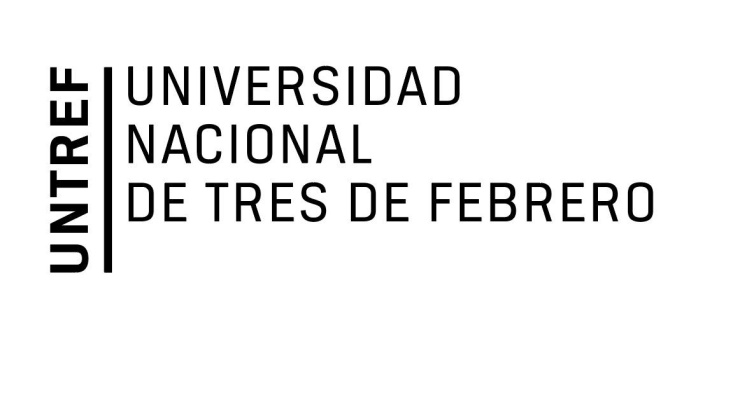 UNTREF
UNIVERSIDAD
NACIONAL
DE TRES DE FEBRERO